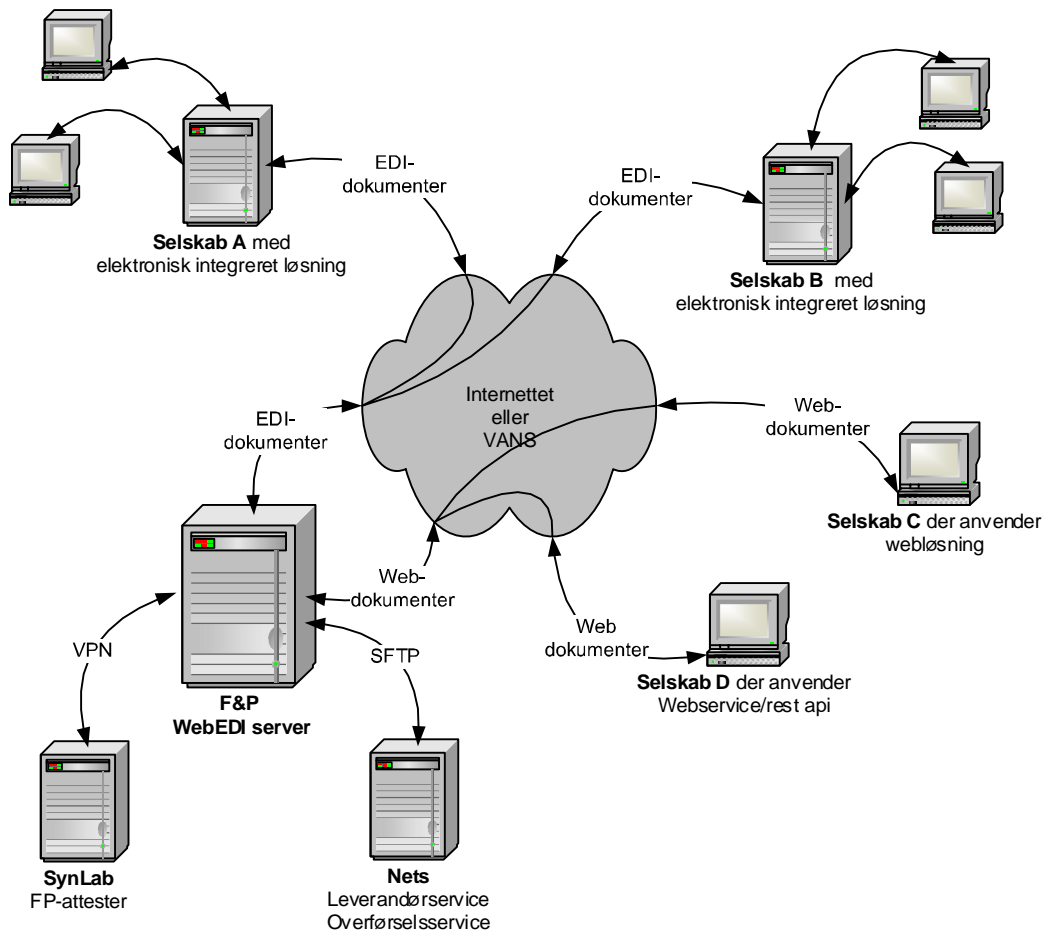 EDI-
dokumenter
EDI-
dokumenter
Selskab A med
elektronisk integreret løsning
Selskab B med
elektronisk integreret løsning
Internettet
eller
VANS
EDI-
dokumenter
Web-
dokumenter
Selskab C der anvender
webløsning
Web-
dokumenter
Web
dokumenter
VPN
SFTP
Selskab D der anvender
Webservice/rest api
F&P
WebEDI server
SynLab
FP-attester
Nets
Leverandørservice
Overførselsservice